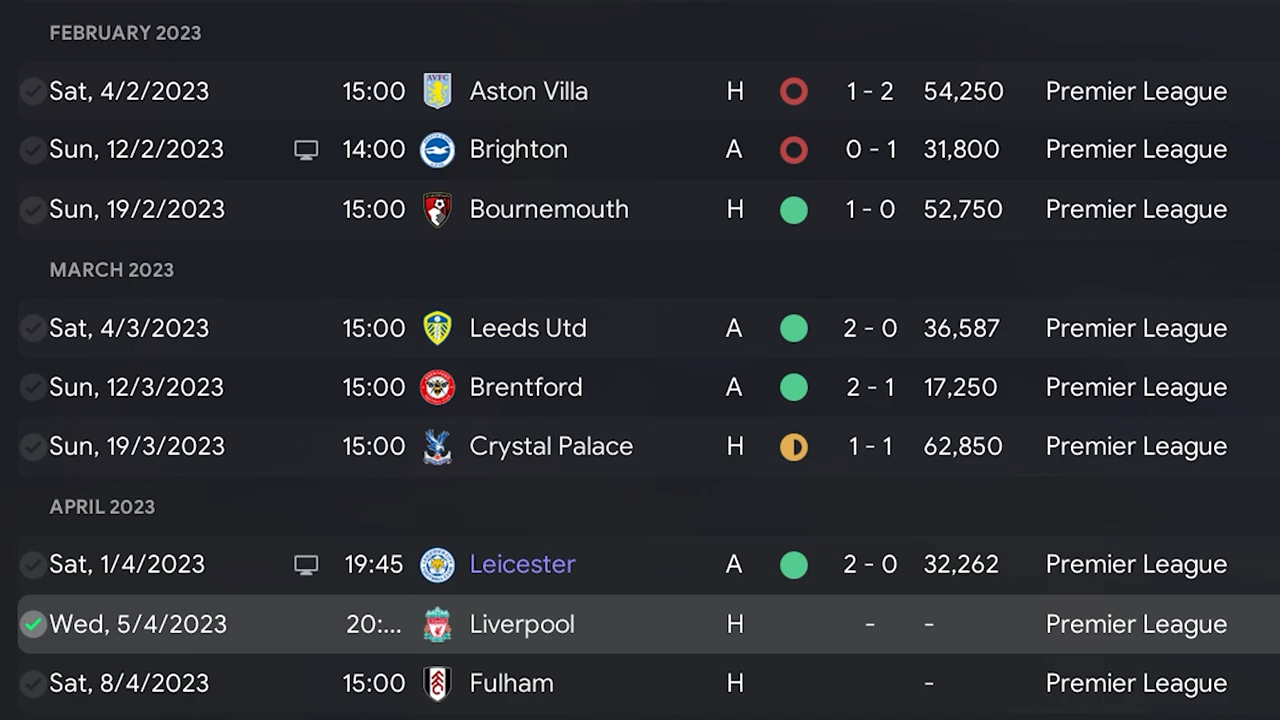 FEBRUARY 2023
Sat, 4/2/2023 15:00 AVFC Aston Villa H 1 - 2 54,250 Premier League
Sun, 12/2/2023 14:00 Brighton A 0 - 1 31,800 Premier League
Sun, 19/2/2023 15:00 Bournemouth H 1 - 0 52,750 Premier League
MARCH 2023
Sat, 4/3/2023 15:00 Leeds Utd A 2 - 0 36,587 Premier League
Sun, 12/3/2023 15:00 Brentford A 2 - 1 17,250 Premier League
Sun, 19/3/2023 15:00 Crystal Palace H 1 - 1 62,850 Premier League
APRIL 2023
Sat, 1/4/2023 19:45 Leicester A 2 - 0 32,262 Premier League
Wed, 5/4/2023 20:... Liverpool H - - Premier League
Sat, 8/4/2023 15:00 Fulham H - Premier League